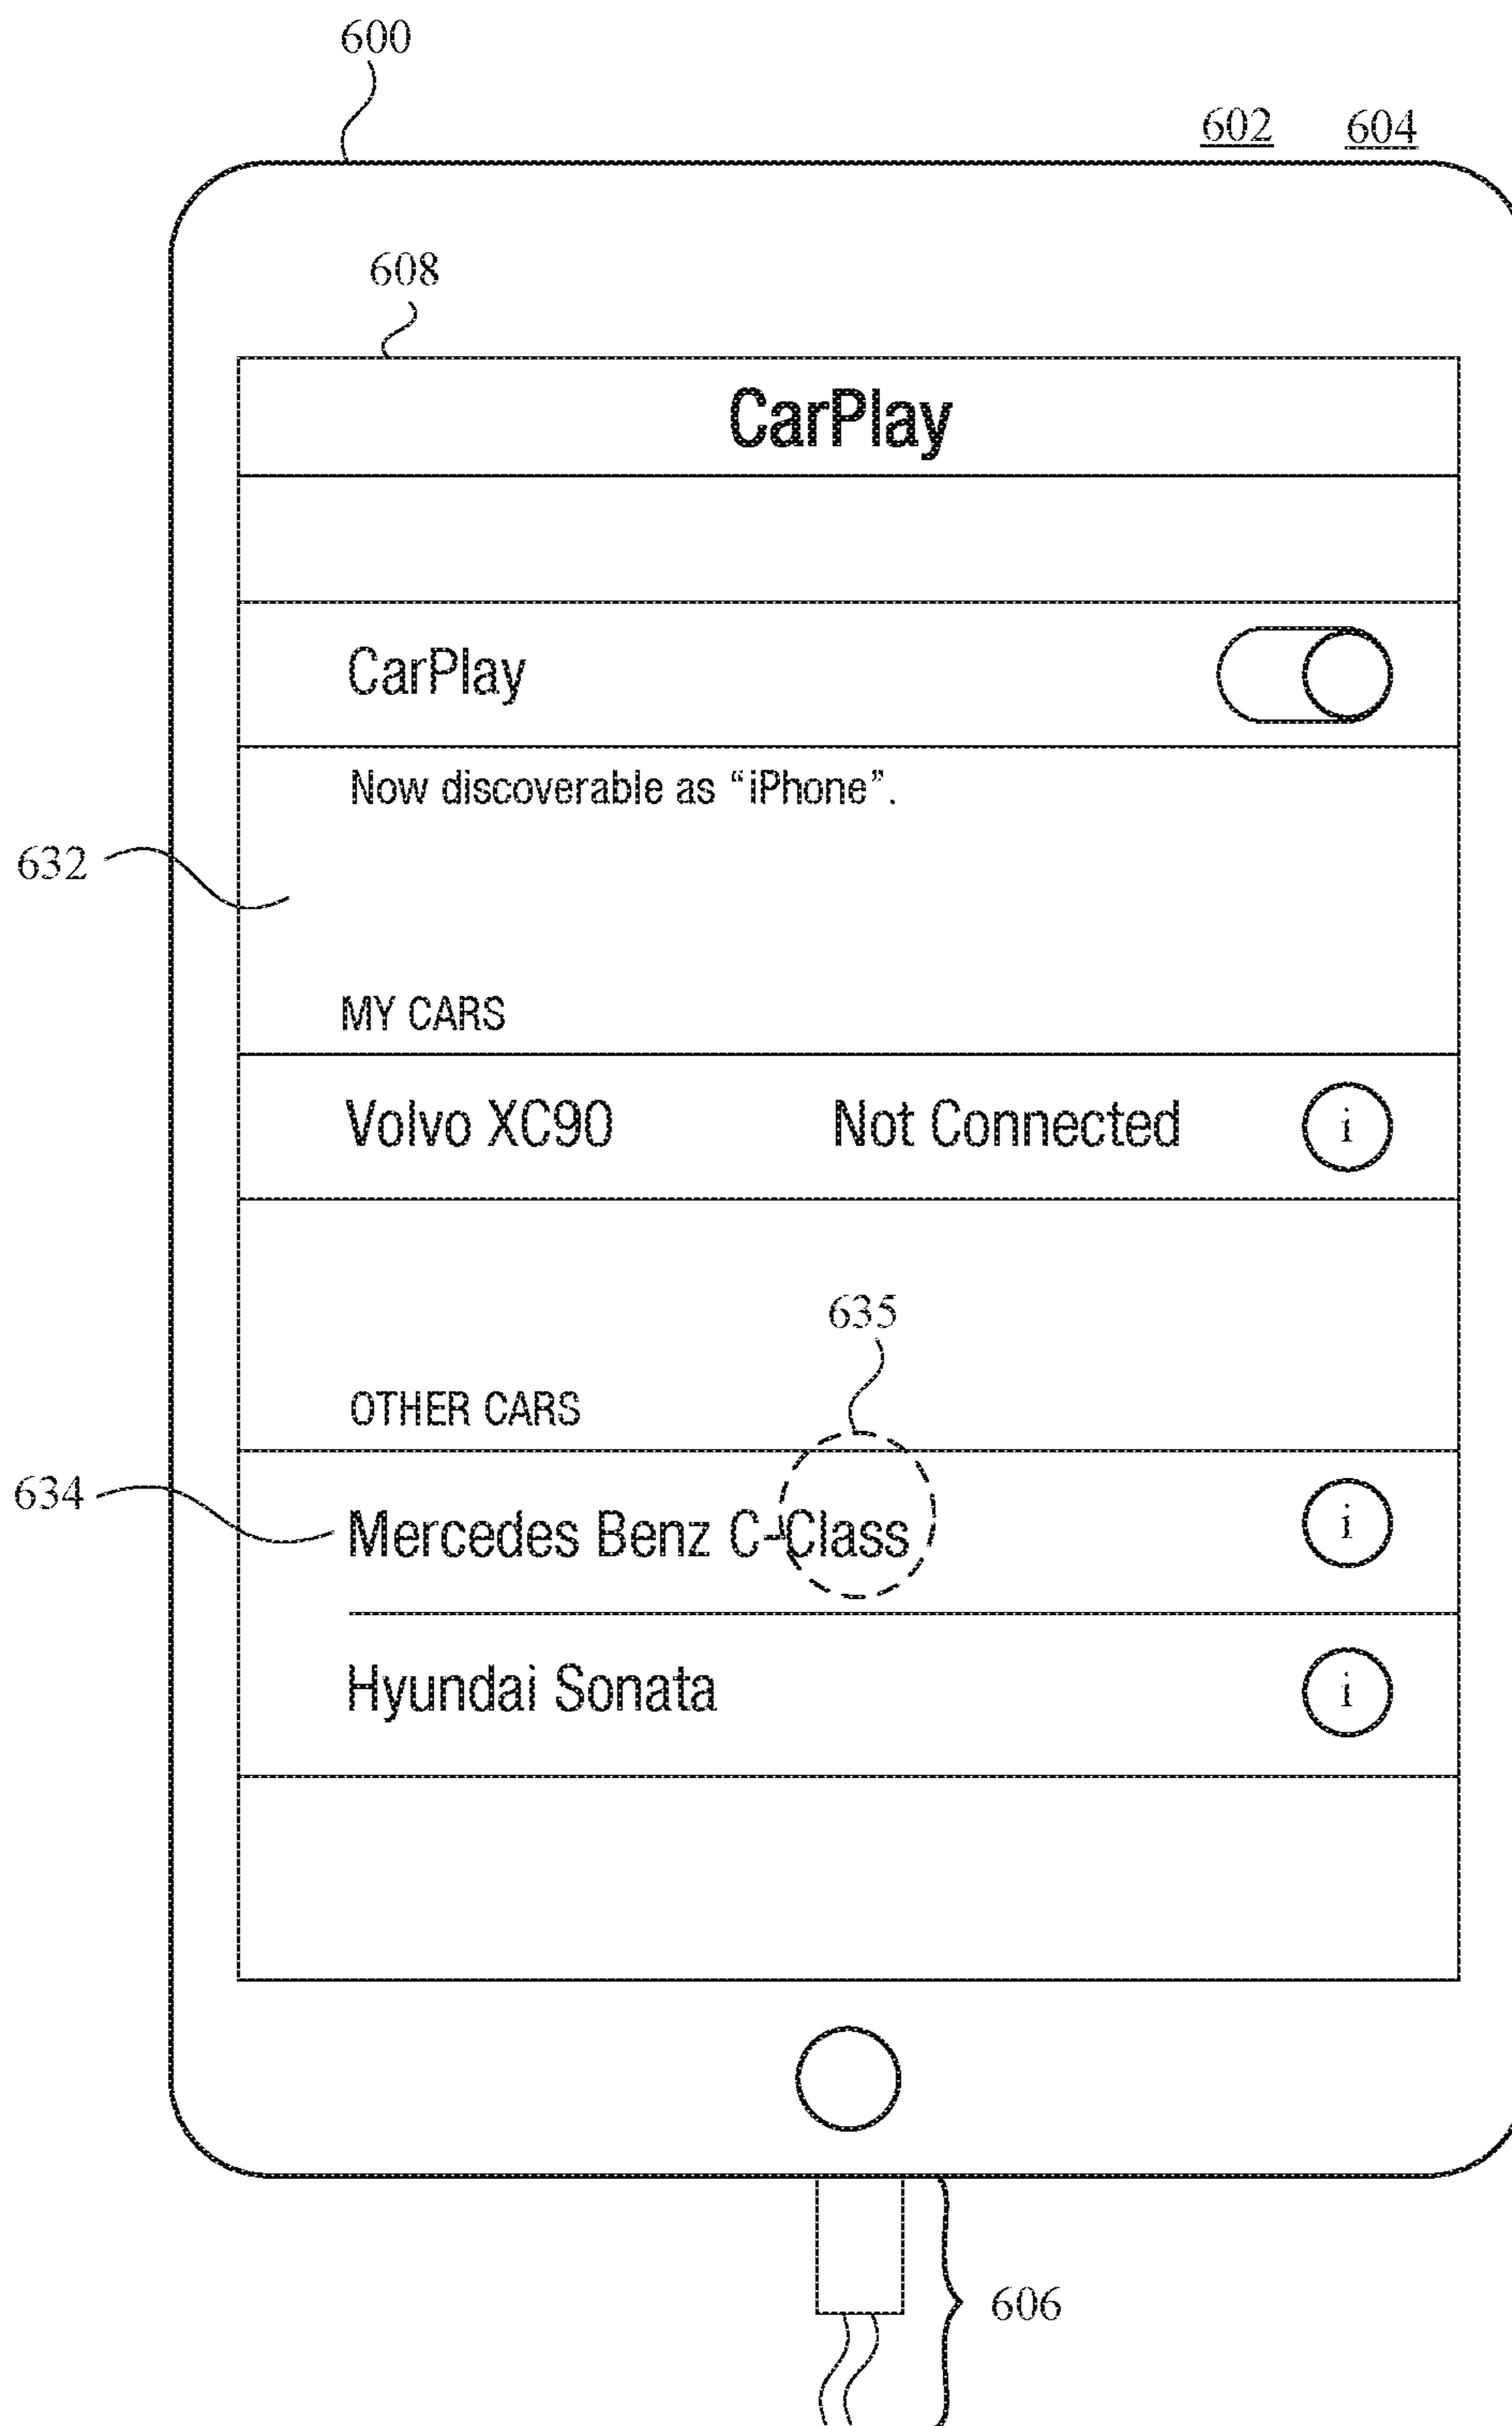 600
602 604
608
CarPlay
CarPlay
Now discoverable as “iPhone”.
632
MY CARS
Volvo XC90 Not Connected i
635
OTHER CARS
634
Mercedes Benz C-Class i
Hyundai Sonata i
606